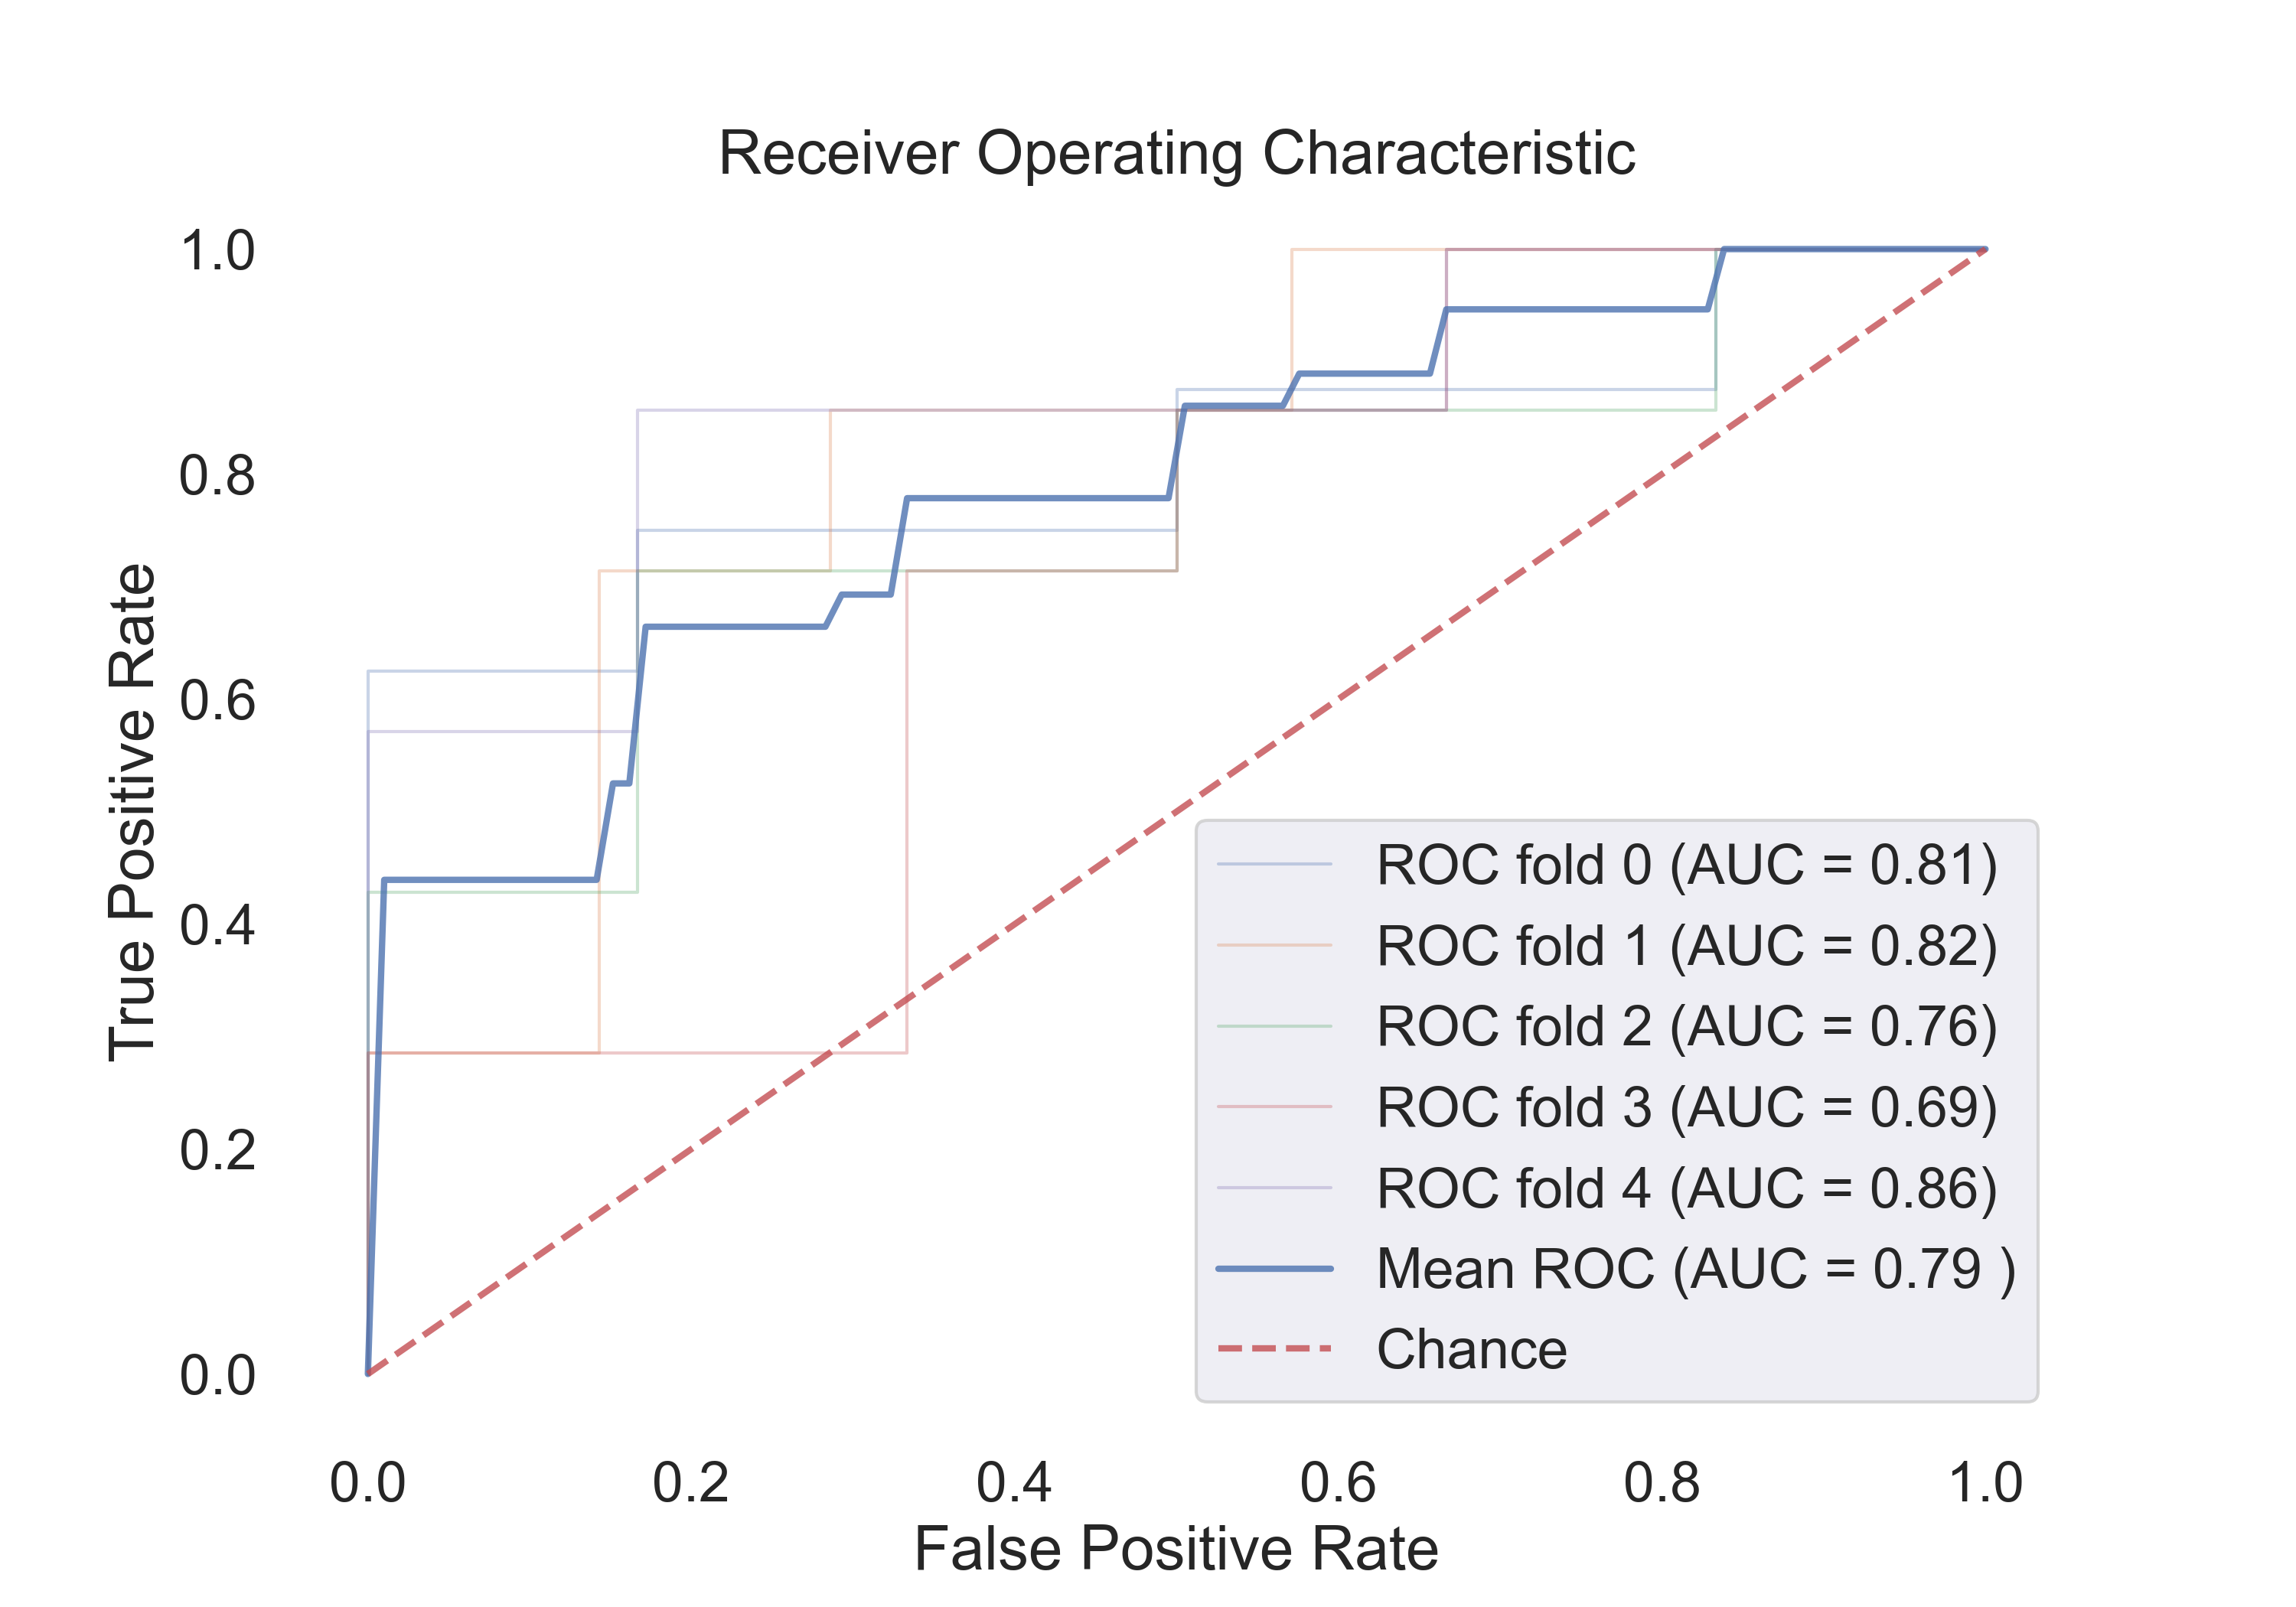 Receiver Operating Characteristic
1.0
0.8
0.6
0.4
0.2
0.0
True Positive Rate
ROC fold 0 (AUC = 0.81)
ROC fold 1 (AUC = 0.82)
ROC fold 2 (AUC = 0.76)
ROC fold 3 (AUC = 0.69)
ROC fold 4 (AUC = 0.86)
Mean ROC (AUC = 0.79 )
Chance
0.0 0.2 0.4 0.6 0.8 1.0
False Positive Rate